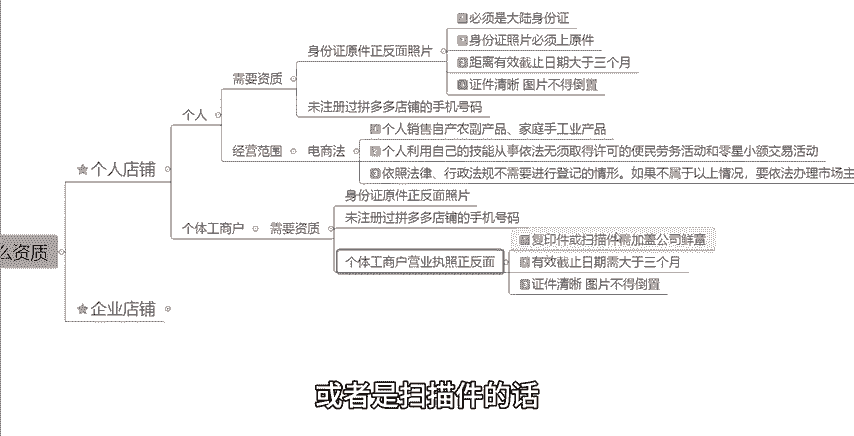 必须是大陆身份证
身份证照片必须上原件
身份证原件正反面照片
距离有效截止日期大于三个月
需要资质
证件清晰 图片不得倒置
个人
未注册过拼多多店铺的手机号码
个人销售自产农副产品、家庭手工业产品
经营范围
电商法
个人利用自己的技能从事依法无须取得许可的便民劳务活动和零星小额交易活动
个人店铺
依照法律、行政法规不需要进行登记的情形。如果不属于以上情况，要依法办理市场主
身份证原件正反面照片
个体工商户
需要资质
未注册过拼多多店铺的手机号码
复印件或扫描件需加盖公司鲜章
么资质
个体工商户营业执照正反面
有效截止日期需大于三个月
证件清晰 图片不得倒置
企业店铺
或者是扫描件的话